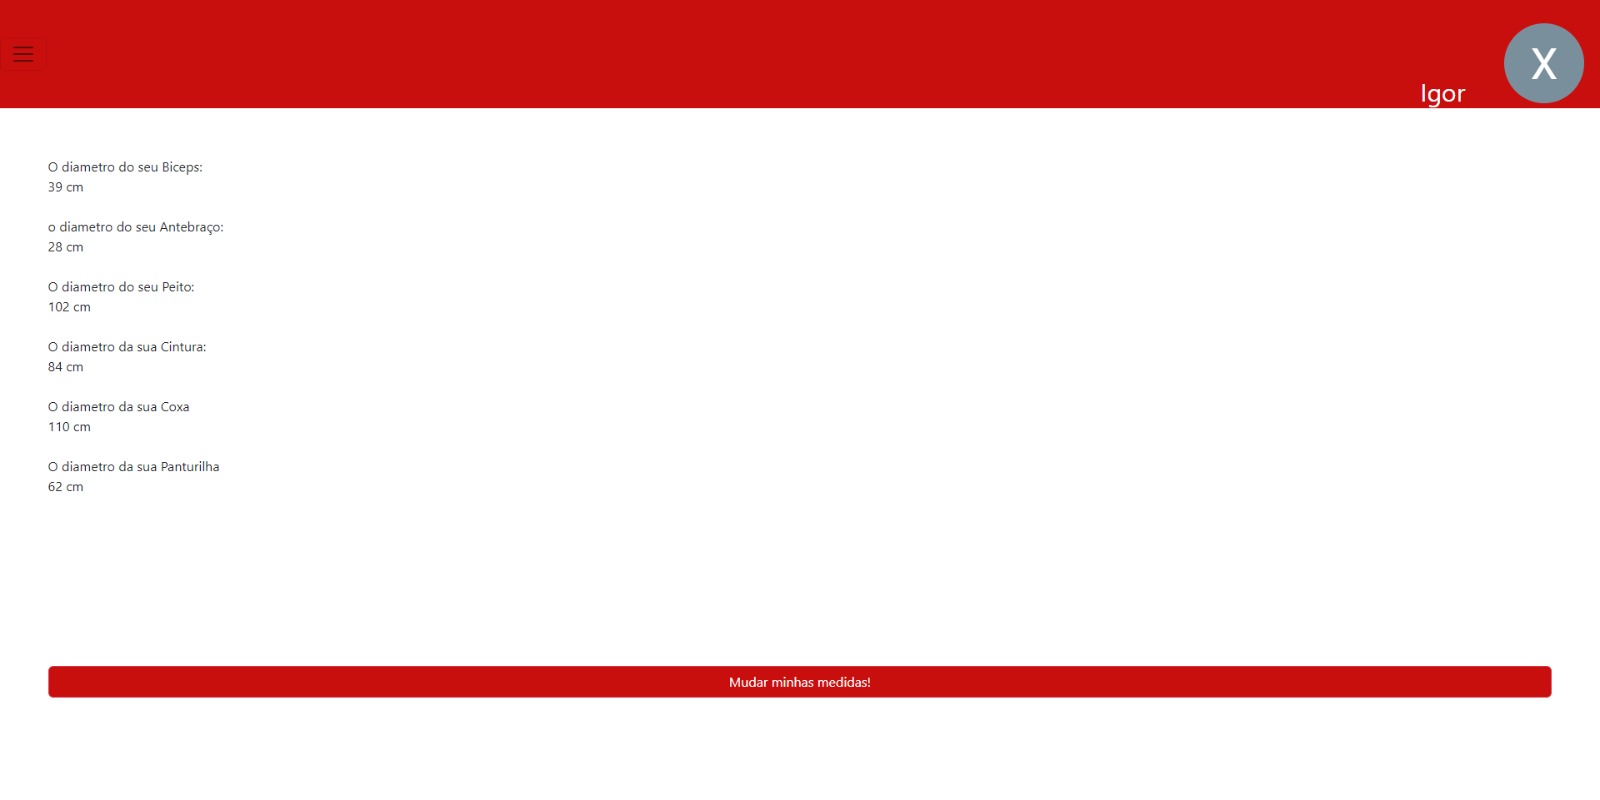 X
Igor
O diametro do seu Biceps:
39 cm
o diametro do seu Antebraço:
28 cm
O diametro do seu Peito:
102 cm
O diametro da sua Cintura:
84 cm
O diametro da sua Coxa
110 cm
O diametro da sua Panturilha
62 cm
Mudar minhas medidas!